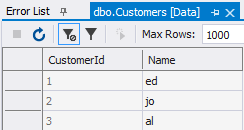 Error List dbo.Customers [Data]
Max Rows: 1000
CustomerId Name
1 ed
2 jo
3 al